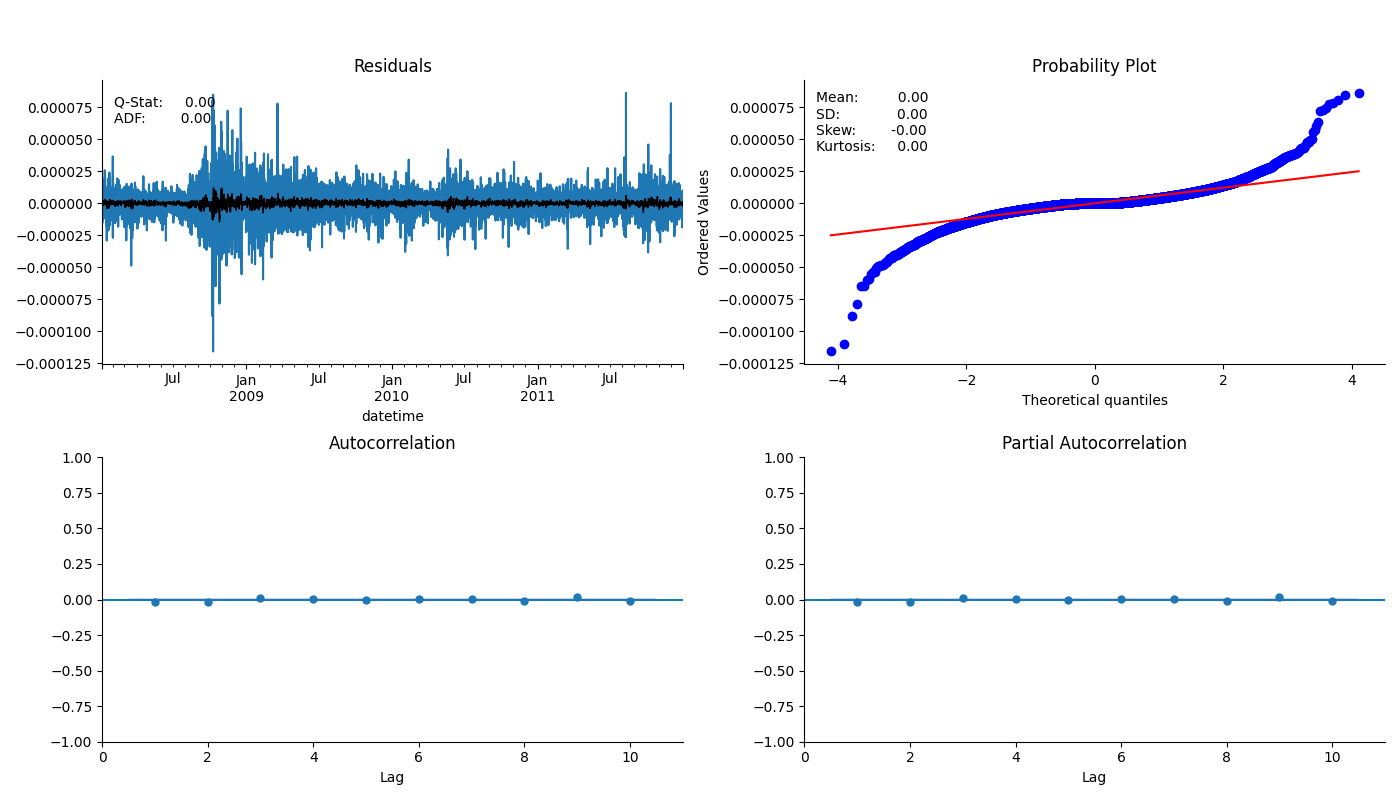 Residuals
Q-Stat: 0.00
ADF: 0.00
0.000075
0.000050
0.000025
0.000000
−0.000025
−0.000050
−0.000075
−0.000100
−0.000125
Jul Jan Jul Jan Jul Jan Jul
2009 2010 2011
datetime
Probability Plot
Mean: 0.00
SD: 0.00
Skew: -0.00
Kurtosis: 0.00
Ordered Values
0.000075
0.000050
0.000025
0.000000
−0.000025
−0.000050
−0.000075
−0.000100
−0.000125
−4 −2 0 2 4
Theoretical quantiles
Autocorrelation
1.00
0.75
0.50
0.25
0.00
−0.25
−0.50
−0.75
−1.00
0 2 4 6 8 10
Lag
Partial Autocorrelation
1.00
0.75
0.50
0.25
0.00
−0.25
−0.50
−0.75
−1.00
0 2 4 6 8 10
Lag